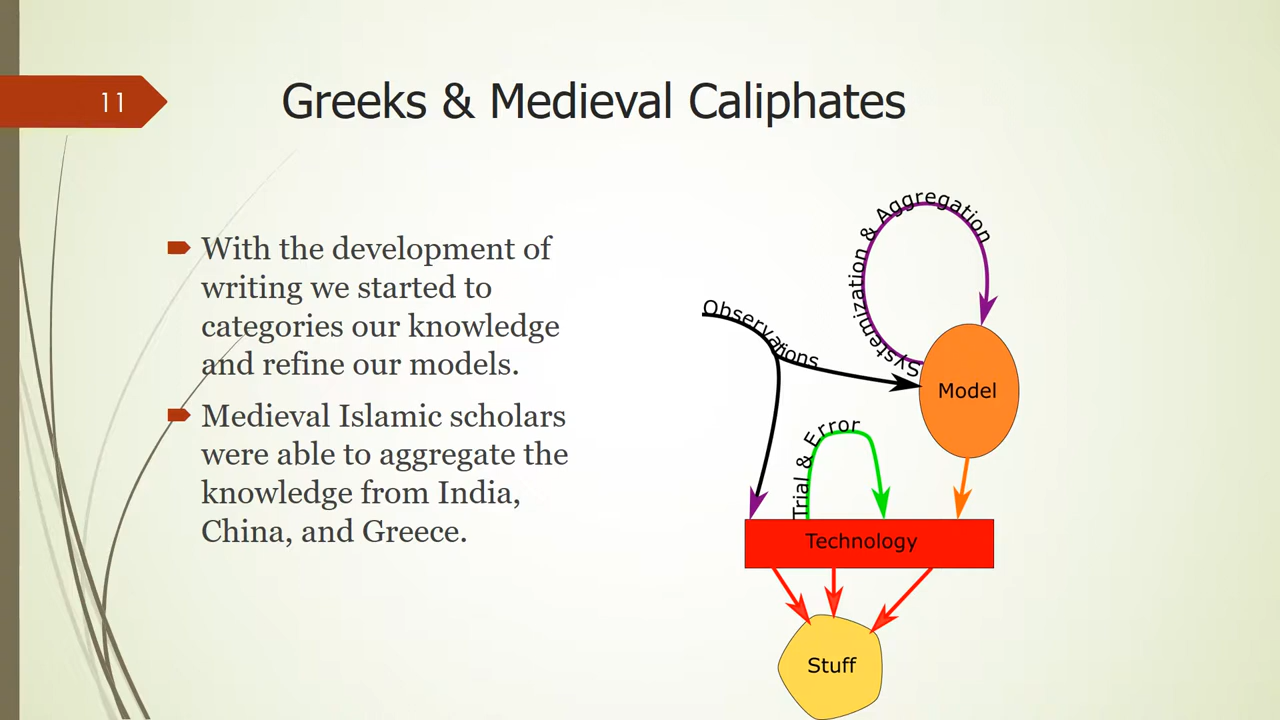 11
Greeks & Medieval Caliphates
With the development of
writing we started to
categories our knowledge
and refine our models.
Medieval Islamic scholars
were able to aggregate the
knowledge from India,
China, and Greece.
Systemization & Aggregation
Observations
Model
Trial & Error
Technology
Stuff